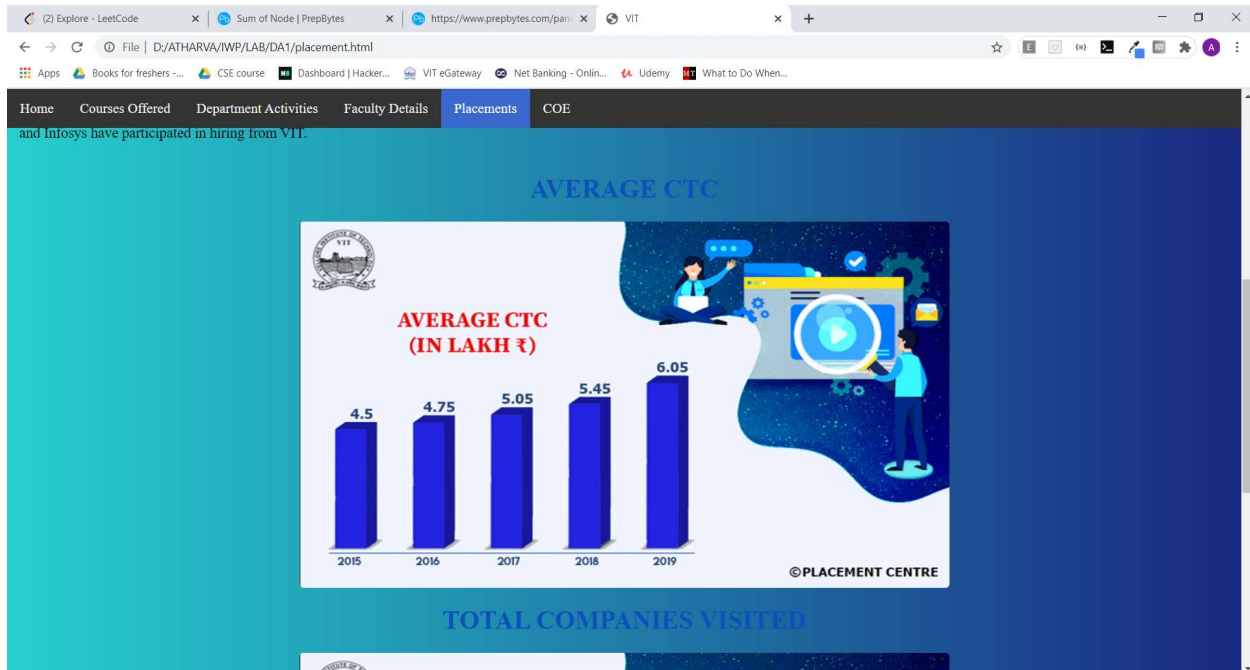 (2) Explore - LeetCode
Sum of Node | PrepBytes
https://www.prepbytes.com/pan
VIT
File | D:/ATHARVA/IWP/LAB/DA1/placement.html
Apps
Books for freshers -...
CSE course
Dashboard | Hacker...
VIT eGateway
Net Banking - Onlin...
Udemy
What to Do When...
Home
Courses Offered
Department Activities
Faculty Details
Placements
COE
and Infosys have participated in hiring from VIT.
AVERAGE CTC
VIT
AVERAGE CTC
(IN LAKH ₹)
4.5
4.75
5.05
5.45
6.05
2015
2016
2017
2018
2019
©PLACEMENT CENTRE
TOTAL COMPANIES VISITED